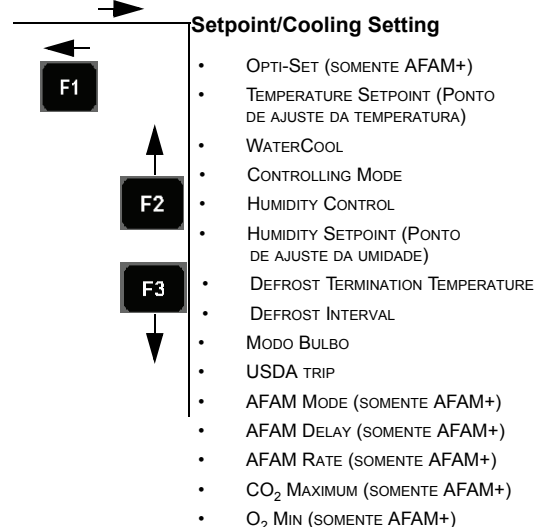 Setpoint/Cooling Setting
F1
• OPTI-SET (SOMENTE AFAM+)
• TEMPERATURE SETPOINT (PONTO
DE AJUSTE DA TEMPERATURA)
• WATERCOOL
• CONTROLLING MODE
F2
• HUMIDITY CONTROL
• HUMIDITY SETPOINT (PONTO
DE AJUSTE DA UMIDADE)
F3
• DEFROST TERMINATION TEMPERATURE
• DEFROST INTERVAL
• MODO BULBO
• USDA TRIP
• AFAM MODE (SOMENTE AFAM+)
• AFAM DELAY (SOMENTE AFAM+)
• AFAM RATE (SOMENTE AFAM+)
• CO₂ MAXIMUM (SOMENTE AFAM+)
• O₂ MIN (SOMENTE AFAM+)